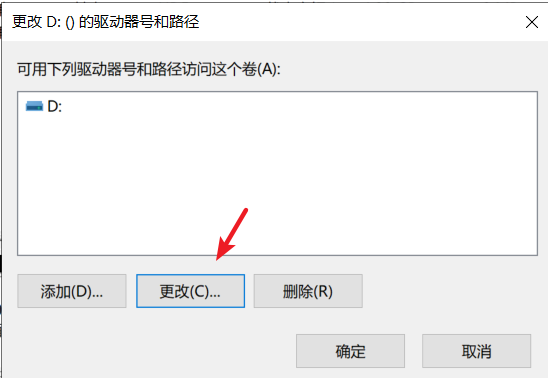 更改 D: () 的驱动器号和路径
可用下列驱动器号和路径访问这个卷(A):
D:
添加(D)... 更改(C)... 删除(R)
确定 取消